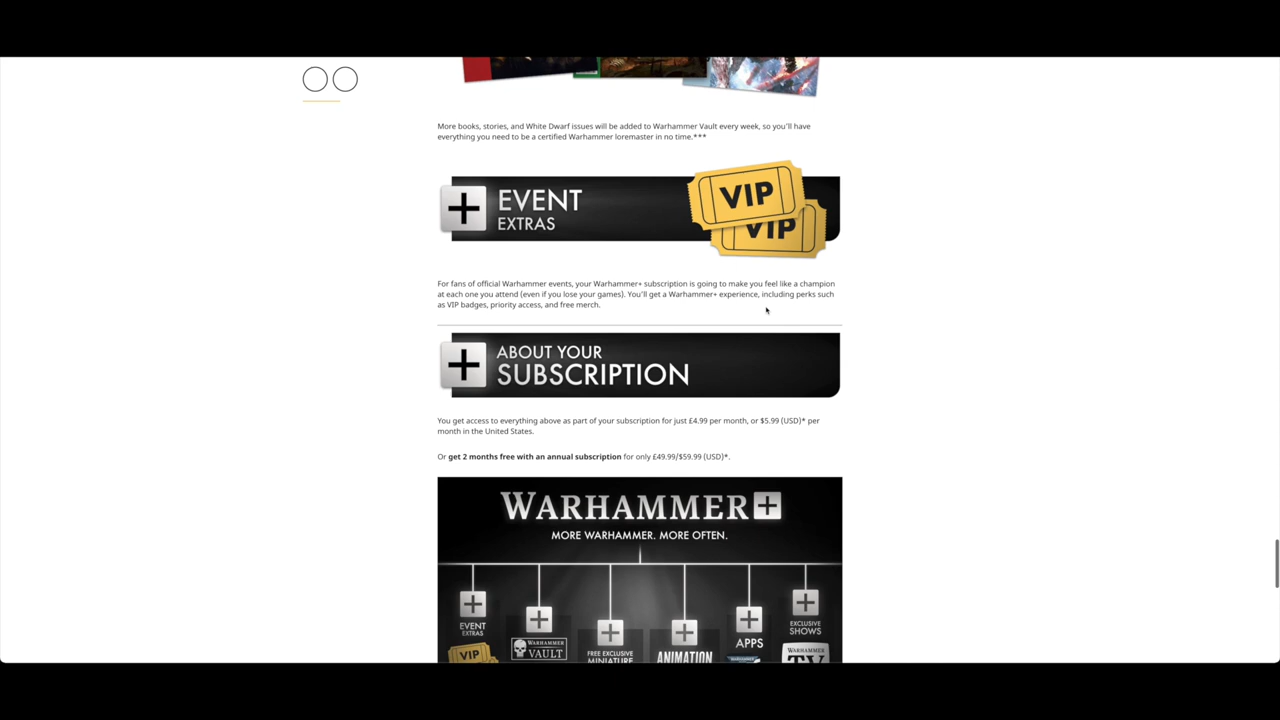 More books, stories, and White Dwarf issues will be added to Warhammer Vault every week, so you'll have
everything you need to be a certified Warhammer loremaster in no time.***
EVENT
EXTRAS
VIP
VIP
For fans of official Warhammer events, your Warhammer+ subscription is going to make you feel like a champion
at each one you attend (even if you lose your games). You'll get a Warhammer+ experience, including perks such
as VIP badges, priority access, and free merch.
ABOUT YOUR
SUBSCRIPTION
You get access to everything above as part of your subscription for just £4.99 per month, or $5.99 (USD)* per
month in the United States.
Or get 2 months free with an annual subscription for only £49.99/$59.99 (USD)*.
WARHAMMER+
MORE WARHAMMER. MORE OFTEN.
EVENT
EXTRAS
VIP
WARHAMMER
VAULT
FREE EXCLUSIVE
MINIATURE
ANIMATION
APPS
EXCLUSIVE
SHOWS
WARHAMMER
TV